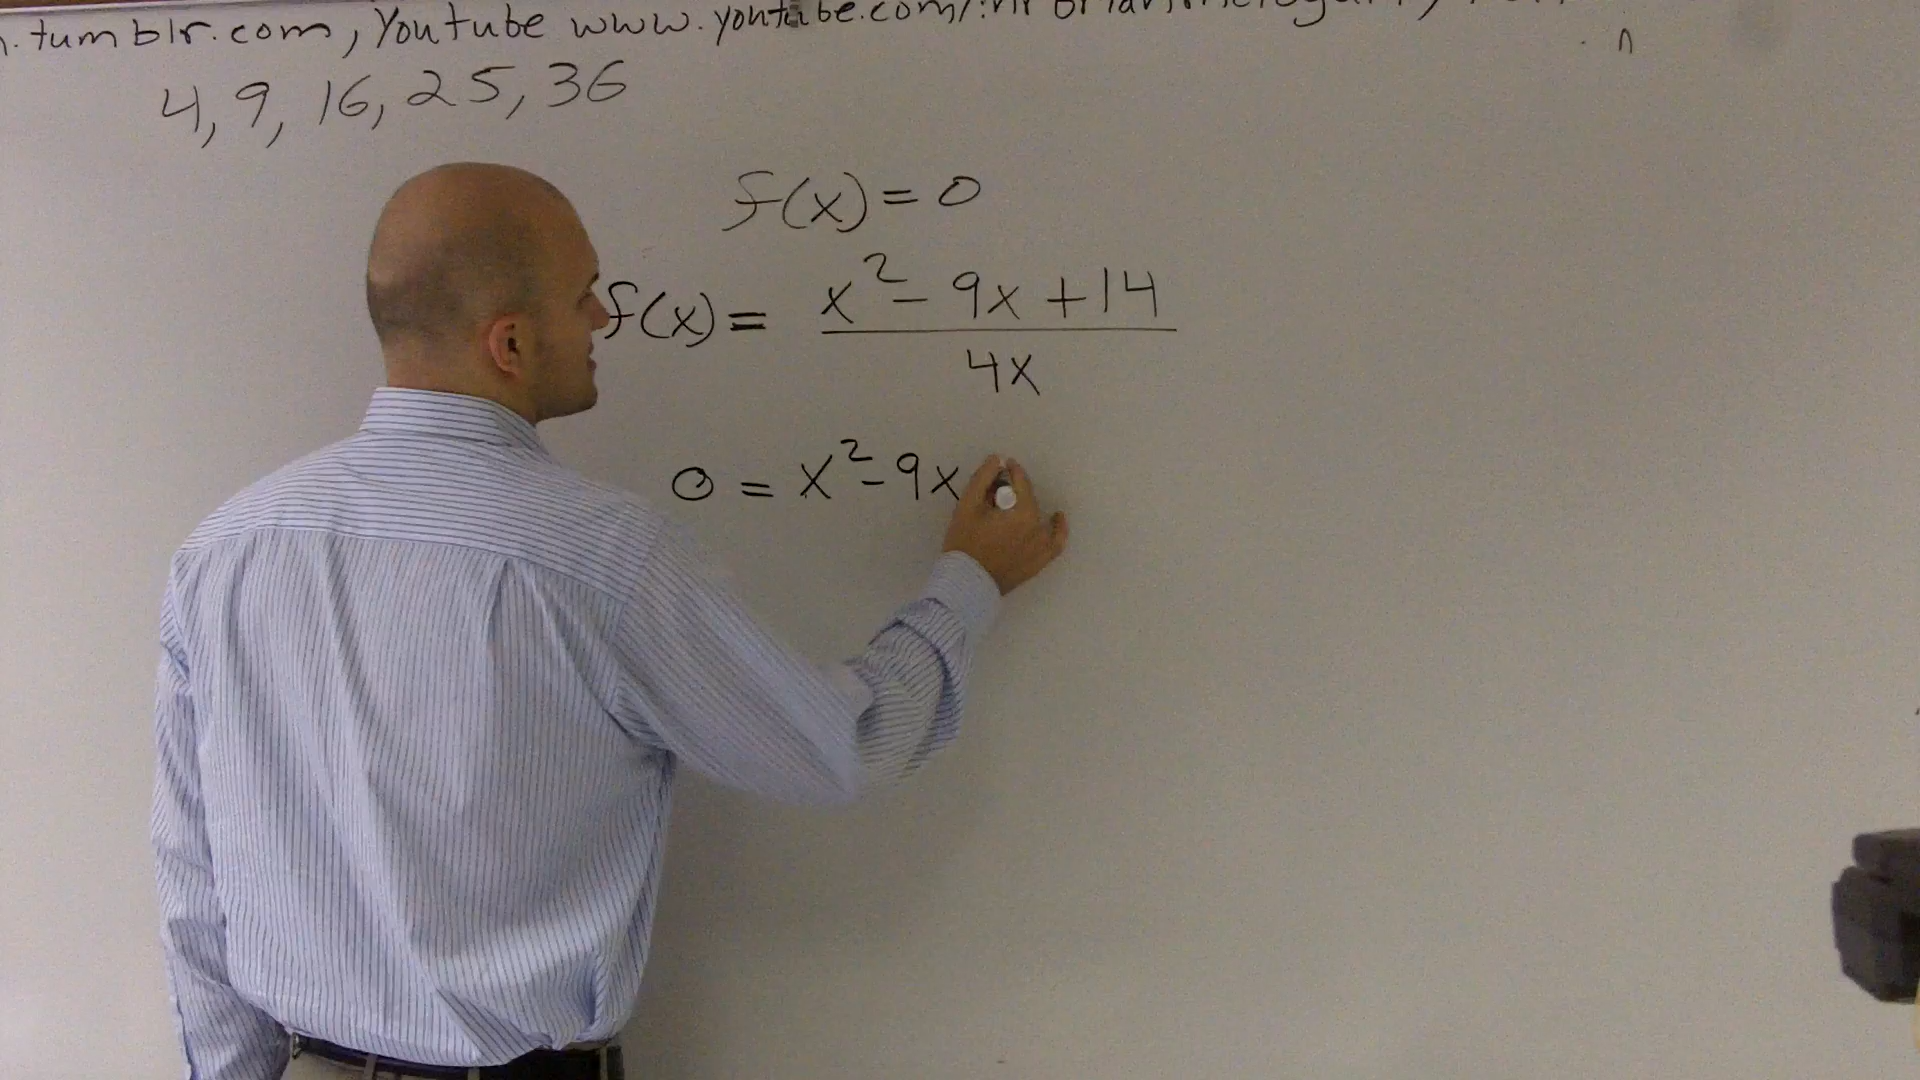 .tumblr.com, Youtube www.youtube.com/
4, 9, 16, 25, 36
f(x) = 0
f(x) = x² - 9x + 14
4x
0 = x² - 9x